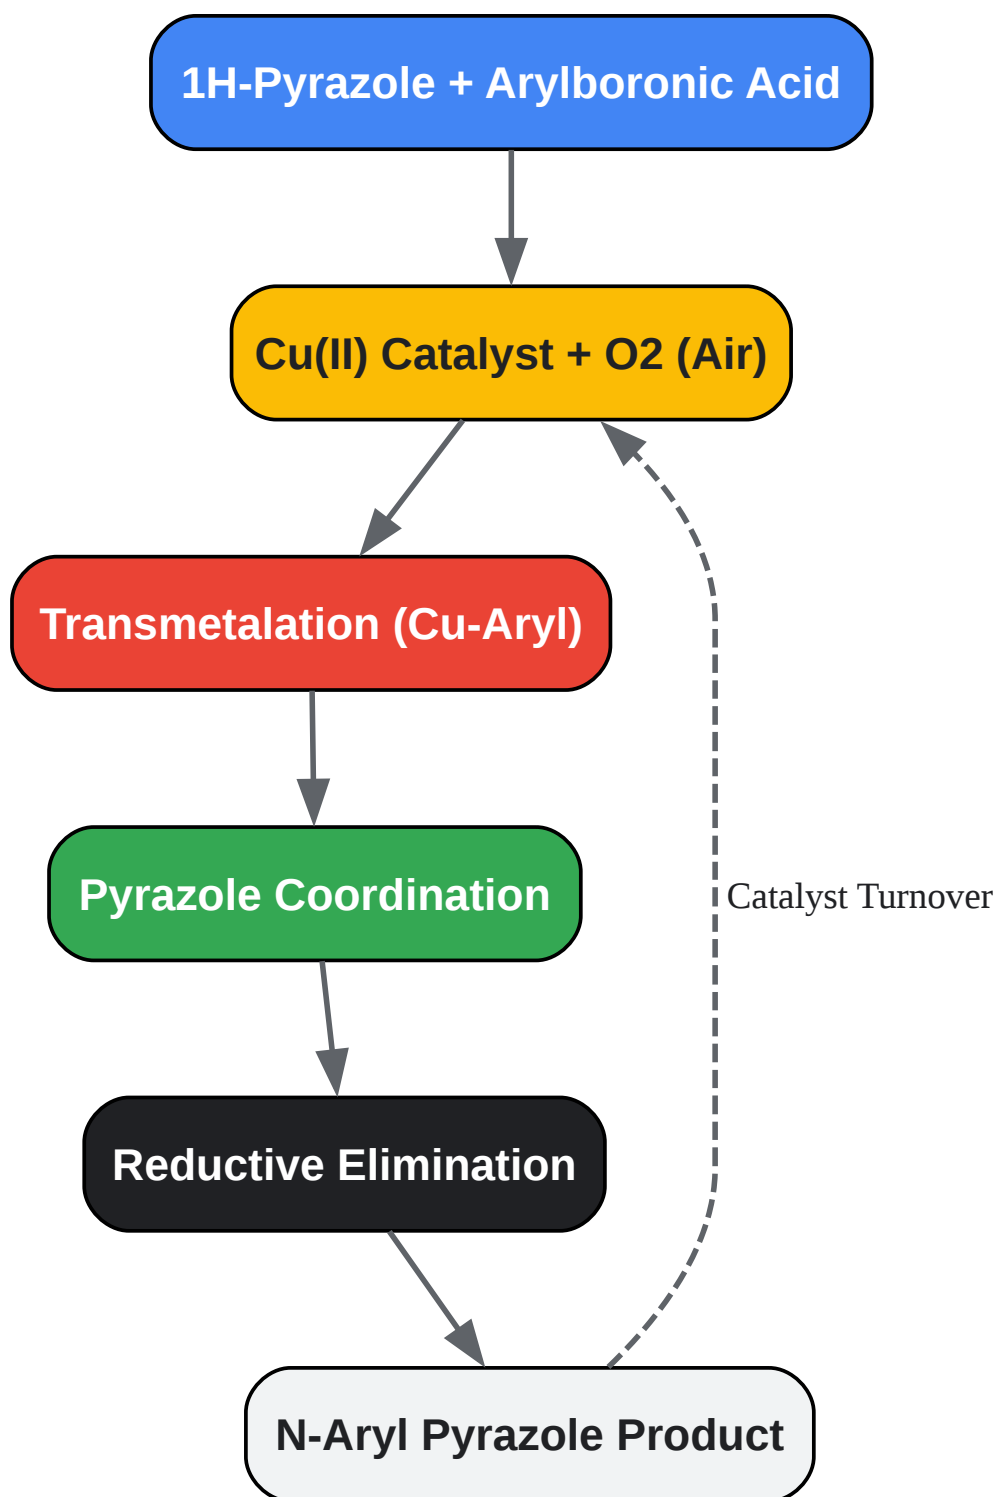 1H-Pyrazole + Arylboronic Acid
Cu(II) Catalyst + O2 (Air)
Transmetalation (Cu-Aryl)
Pyrazole Coordination
Catalyst Turnover
Reductive Elimination
N-Aryl Pyrazole Product